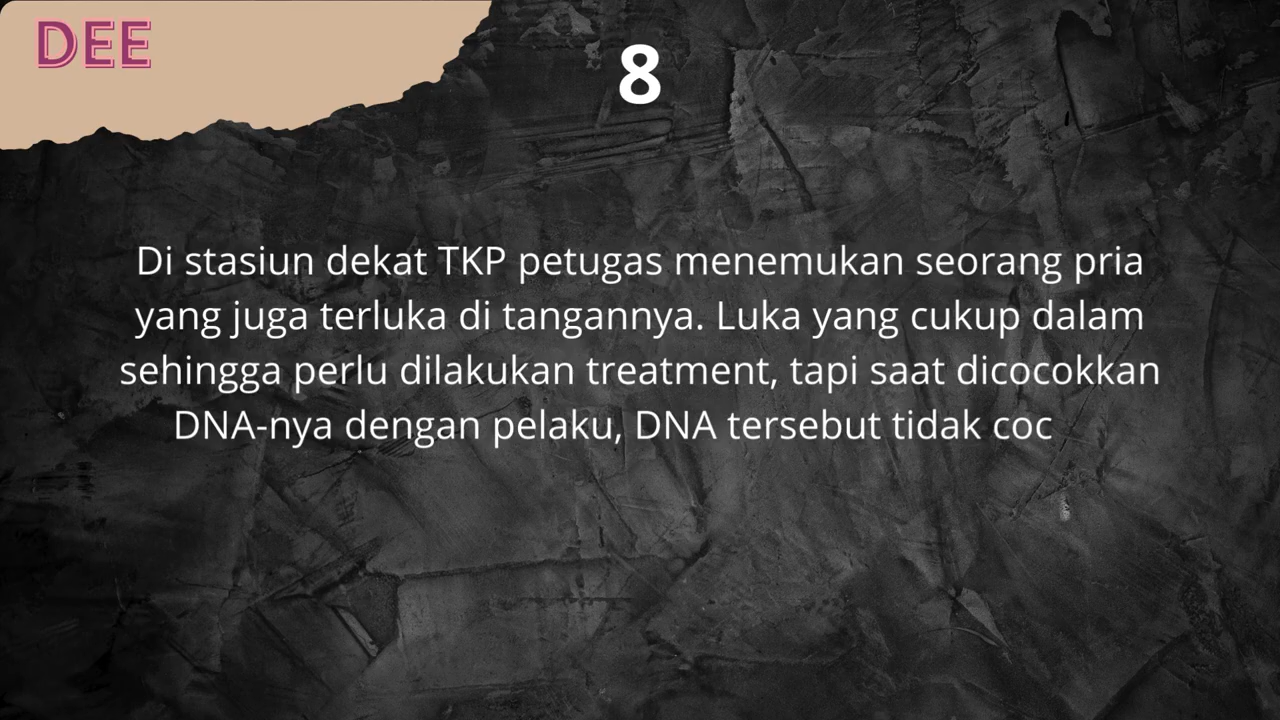 DEE
8
Di stasiun dekat TKP petugas menemukan seorang pria
yang juga terluka di tangannya. Luka yang cukup dalam
sehingga perlu dilakukan treatment, tapi saat dicocokkan
DNA-nya dengan pelaku, DNA tersebut tidak coc